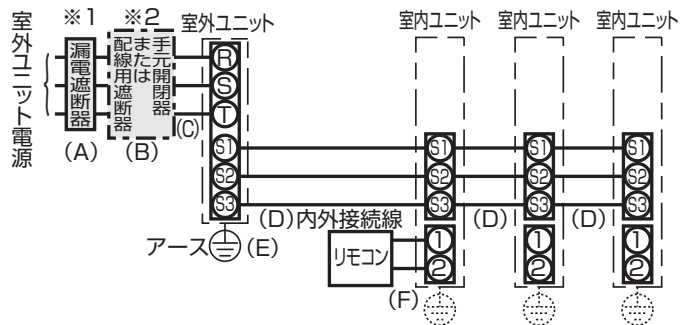 室外ユニット電源
※1
漏電遮断器
(A)
※2
手元開閉器
または
配線用遮断器
(B)
(C)
室外ユニット
R
S
T
S1
S2
S3
アース
(E)
(D)内外接続線
リモコン
(F)
室内ユニット
S1
S2
S3
1
2
(D)
室内ユニット
S1
S2
S3
1
2
(D)
室内ユニット
S1
S2
S3
1
2